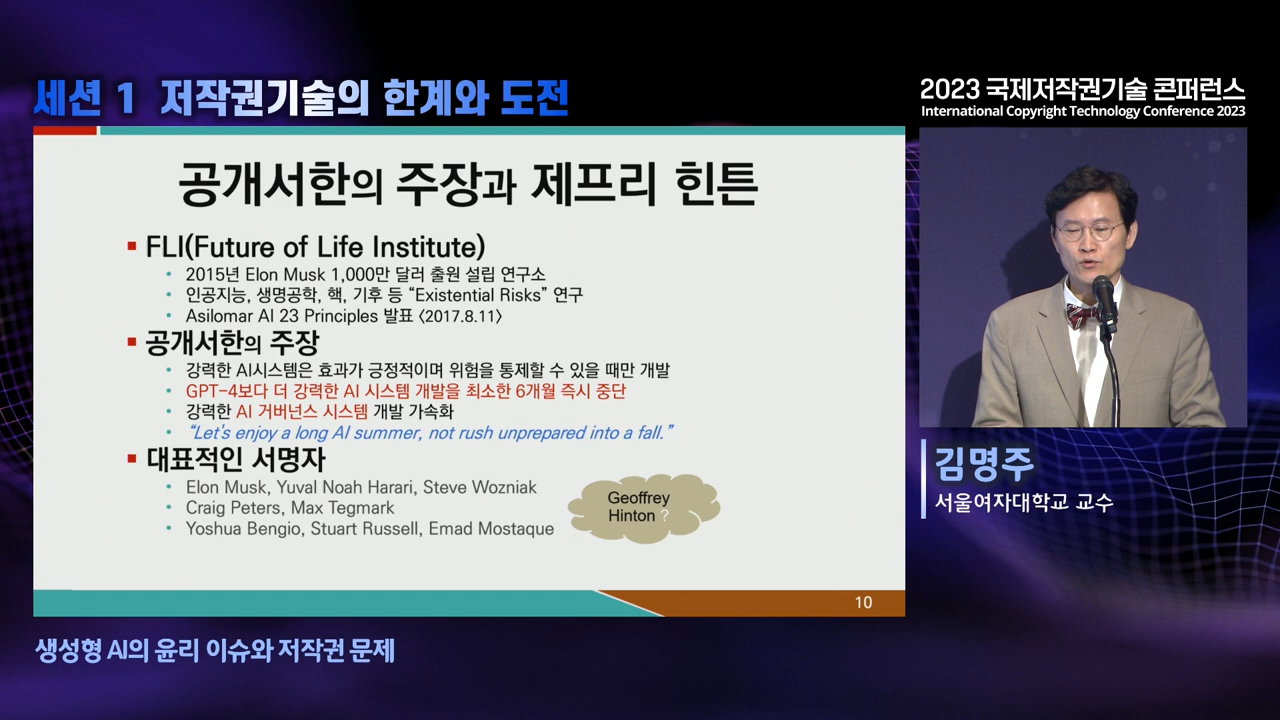 세션 1 저작권기술의 한계와 도전
2023 국제저작권기술 콘퍼런스
International Copyright Technology Conference 2023
공개서한의 주장과 제프리 힌튼
FLI(Future of Life Institute)
2015년 Elon Musk 1,000만 달러 출원 설립 연구소
인공지능, 생명공학, 핵, 기후 등 “Existential Risks” 연구
Asilomar AI 23 Principles 발표 <2017.8.11>
공개서한의 주장
강력한 AI시스템은 효과가 긍정적이며 위험을 통제할 수 있을 때만 개발
GPT-4보다 더 강력한 AI 시스템 개발을 최소한 6개월 즉시 중단
강력한 AI 거버넌스 시스템 개발 가속화
“Let's enjoy a long AI summer, not rush unprepared into a fall.”
대표적인 서명자
Elon Musk, Yuval Noah Harari, Steve Wozniak
Craig Peters, Max Tegmark
Yoshua Bengio, Stuart Russell, Emad Mostaque
Geoffrey
Hinton ?
10
김명주
서울여자대학교 교수
생성형 AI의 윤리 이슈와 저작권 문제